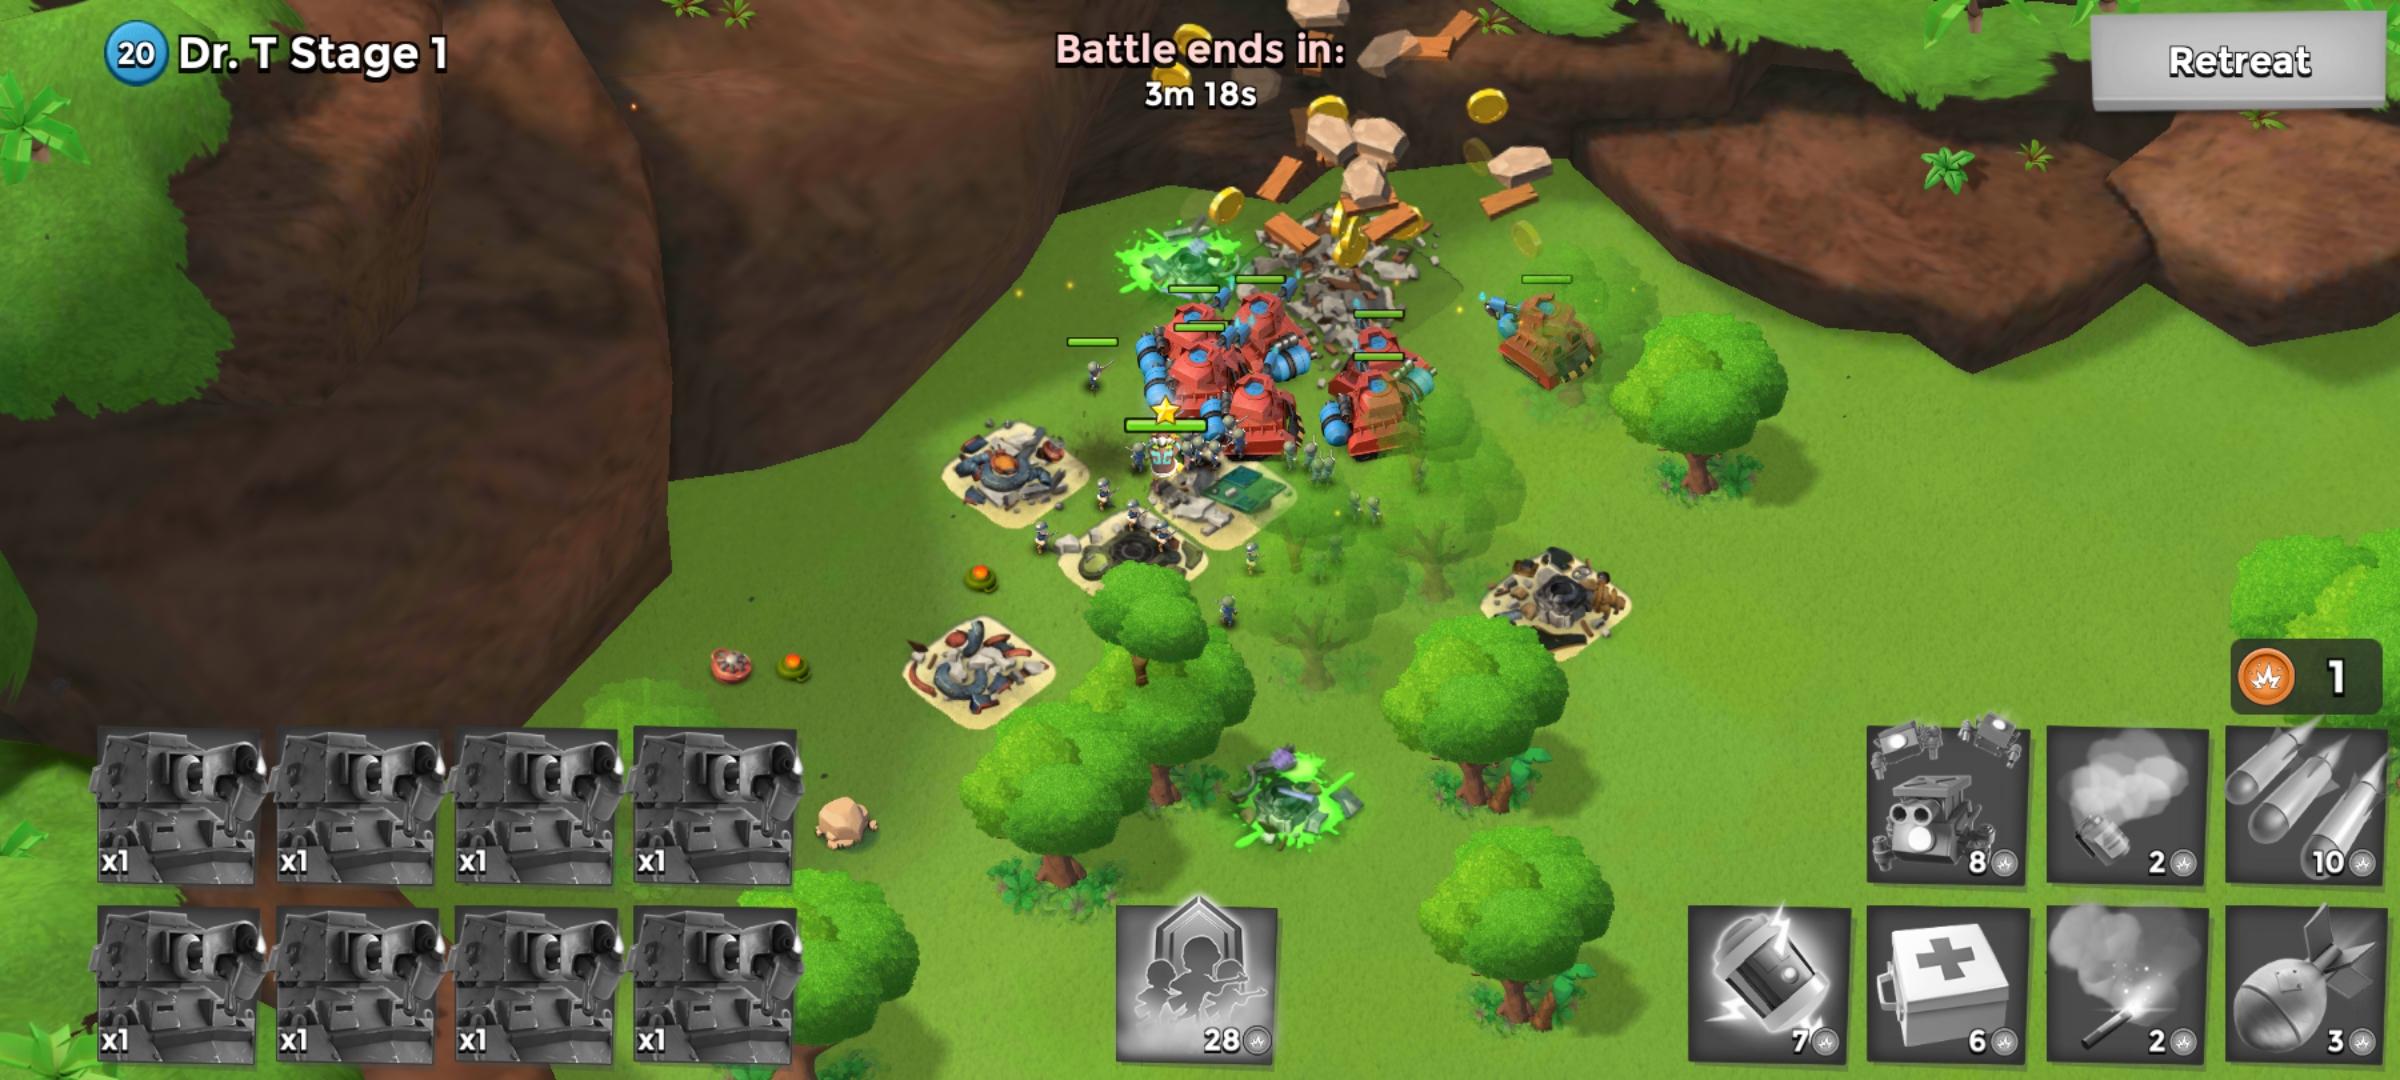 20 Dr. T Stage 1
Battle ends in:
3m 18s
Retreat
1
x1 x1 x1 x1
8 2 10
x1 x1 x1 x1
28
7 6 2 3